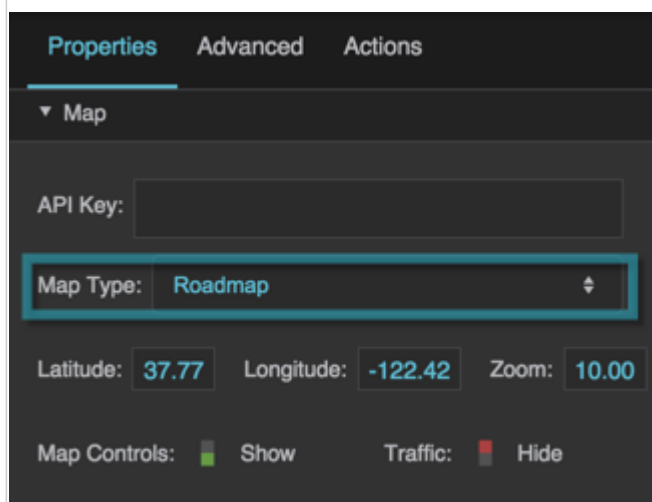 Properties Advanced Actions
Map
API Key:
Map Type: Roadmap
Latitude: 37.77 Longitude: -122.42 Zoom: 10.00
Map Controls: Show Traffic: Hide